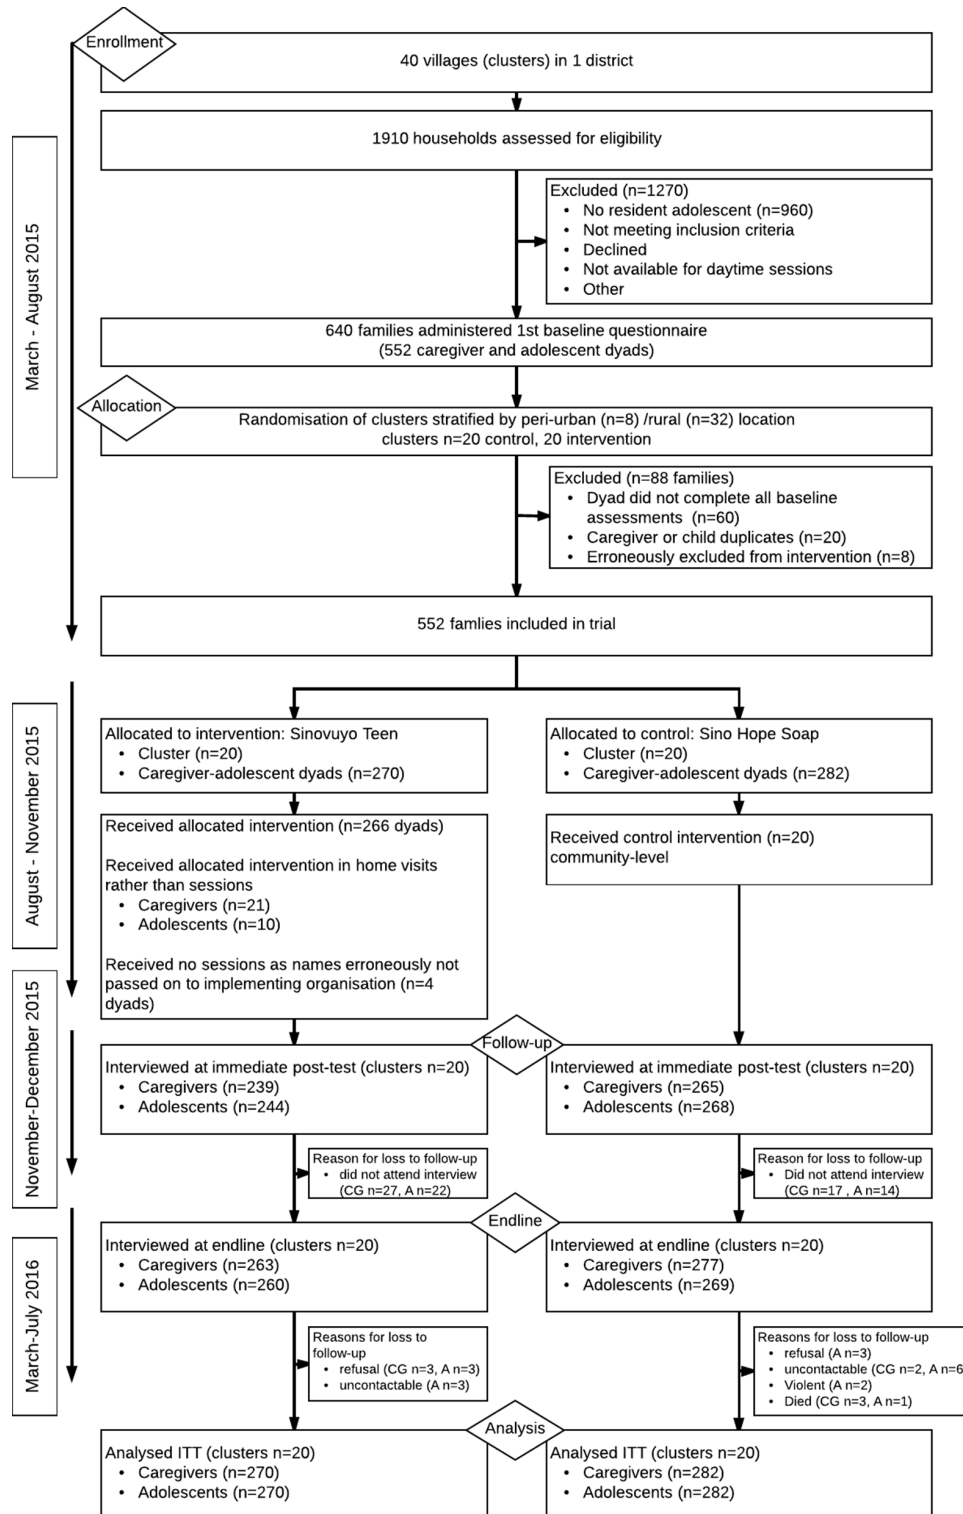 Enrollment
40 villages (clusters) in 1 district
1910 households assessed for eligibility
March - August 2015
Excluded (n=1270)
• No resident adolescent (n=960)
• Not meeting inclusion criteria
• Declined
• Not available for daytime sessions
• Other
640 families administered 1st baseline questionnaire
(552 caregiver and adolescent dyads)
Allocation
Randomisation of clusters stratified by peri-urban (n=8) /rural (n=32) location
clusters n=20 control, 20 intervention
Excluded (n=88 families)
• Dyad did not complete all baseline
assessments (n=60)
• Caregiver or child duplicates (n=20)
• Erroneously excluded from intervention (n=8)
552 famlies included in trial
August - November 2015
Allocated to intervention: Sinovuyo Teen
• Cluster (n=20)
• Caregiver-adolescent dyads (n=270)
Allocated to control: Sino Hope Soap
• Cluster (n=20)
• Caregiver-adolescent dyads (n=282)
Received allocated intervention (n=266 dyads)
Received allocated intervention in home visits
rather than sessions
• Caregivers (n=21)
• Adolescents (n=10)
Received no sessions as names erroneously not
passed on to implementing organisation (n=4
dyads)
Received control intervention (n=20)
community-level
November-December 2015
Follow-up
Interviewed at immediate post-test (clusters n=20)
• Caregivers (n=239)
• Adolescents (n=244)
Interviewed at immediate post-test (clusters n=20)
• Caregivers (n=265)
• Adolescents (n=268)
Reason for loss to follow-up
• did not attend interview
(CG n=27, A n=22)
Reason for loss to follow-up
• Did not attend interview
(CG n=17 , A n=14)
March-July 2016
Endline
Interviewed at endline (clusters n=20)
• Caregivers (n=263)
• Adolescents (n=260)
Interviewed at endline (clusters n=20)
• Caregivers (n=277)
• Adolescents (n=269)
Reasons for loss to
follow-up
• refusal (CG n=3, A n=3)
• uncontactable (A n=3)
Reasons for loss to follow-up
• refusal (A n=3)
• uncontactable (CG n=2, A n=6
• Violent (A n=2)
• Died (CG n=3, A n=1)
Analysis
Analysed ITT (clusters n=20)
• Caregivers (n=270)
• Adolescents (n=270)
Analysed ITT (clusters n=20)
• Caregivers (n=282)
• Adolescents (n=282)